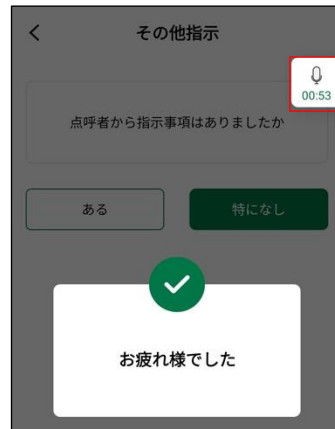 その他指示
00:53
点呼者から指示事項はありましたか
ある
特になし
お疲れ様でした